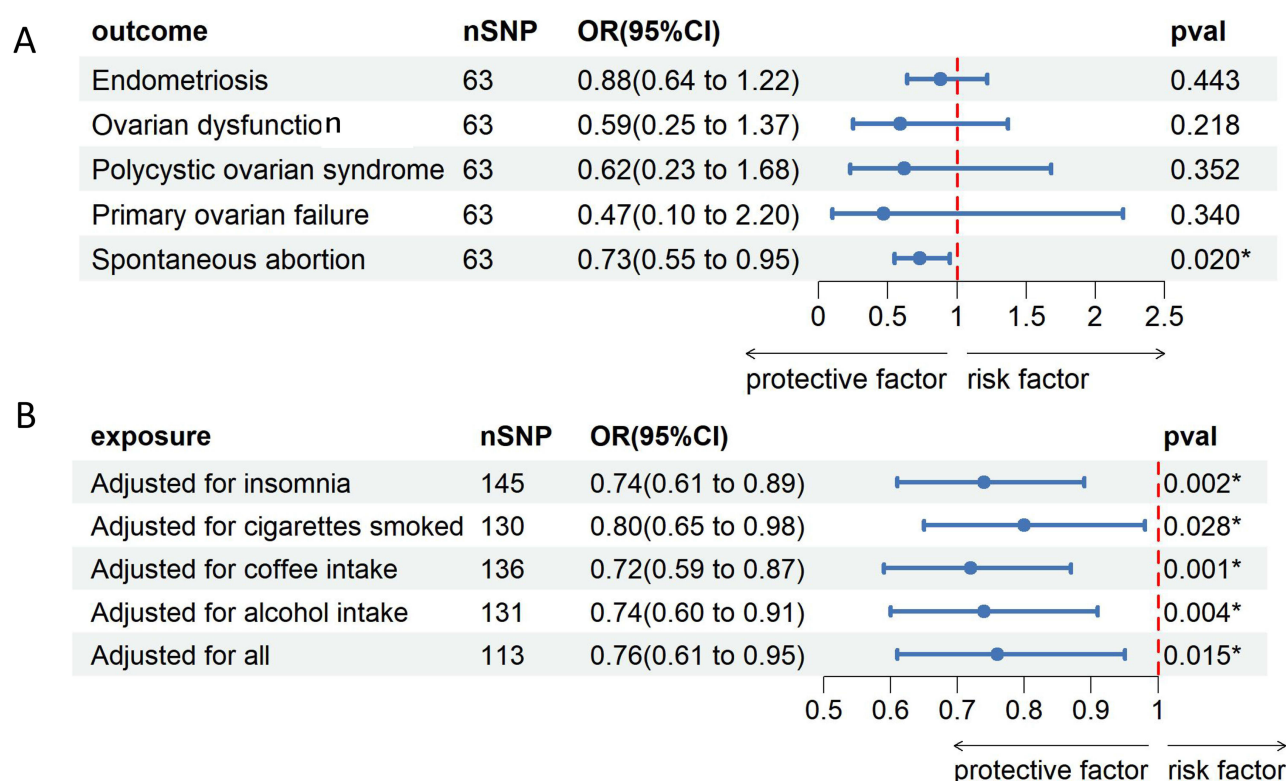 A
outcome nSNP OR(95%CI) pval
Endometriosis 63 0.88(0.64 to 1.22) 0.443
Ovarian dysfunction 63 0.59(0.25 to 1.37) 0.218
Polycystic ovarian syndrome 63 0.62(0.23 to 1.68) 0.352
Primary ovarian failure 63 0.47(0.10 to 2.20) 0.340
Spontaneous abortion 63 0.73(0.55 to 0.95) 0.020*
0 0.5 1 1.5 2 2.5
protective factor risk factor
B
exposure nSNP OR(95%CI) pval
Adjusted for insomnia 145 0.74(0.61 to 0.89) 0.002*
Adjusted for cigarettes smoked 130 0.80(0.65 to 0.98) 0.028*
Adjusted for coffee intake 136 0.72(0.59 to 0.87) 0.001*
Adjusted for alcohol intake 131 0.74(0.60 to 0.91) 0.004*
Adjusted for all 113 0.76(0.61 to 0.95) 0.015*
0.5 0.6 0.7 0.8 0.9 1
protective factor risk factor